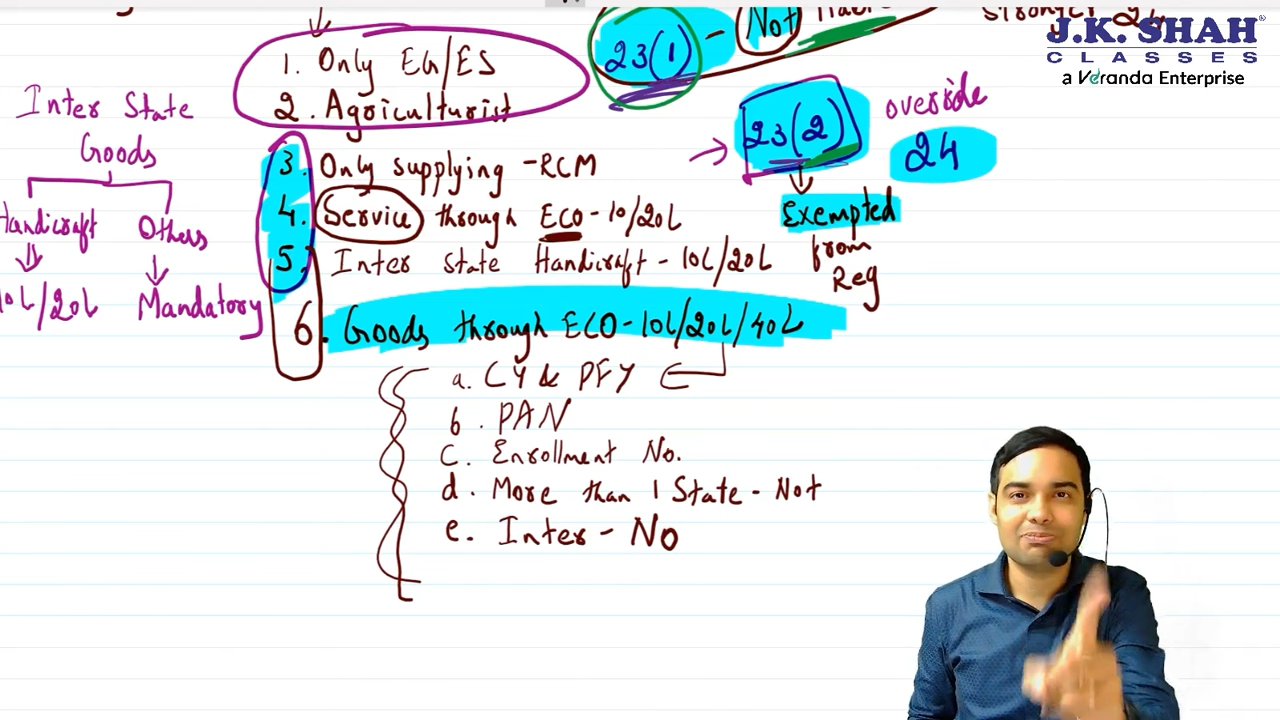 J.K. SHAH®
CLASSES
a Veranda Enterprise
23(1) - Not
1. Only EG/ES
2. Agriculturist
3. Only supplying - RCM
4. Service through ECO - 10/20L
5. Inter State Handicraft - 10L/20L
6. Goods through ECO - 10L/20L/40L
a. CY & PFY
b. PAN
c. Enrollment No.
d. More than 1 State - Not
e. Inter - No
Inter State
Goods
Handicraft
Others
Mandatory
23(2)
override
24
Exempted
from
Reg